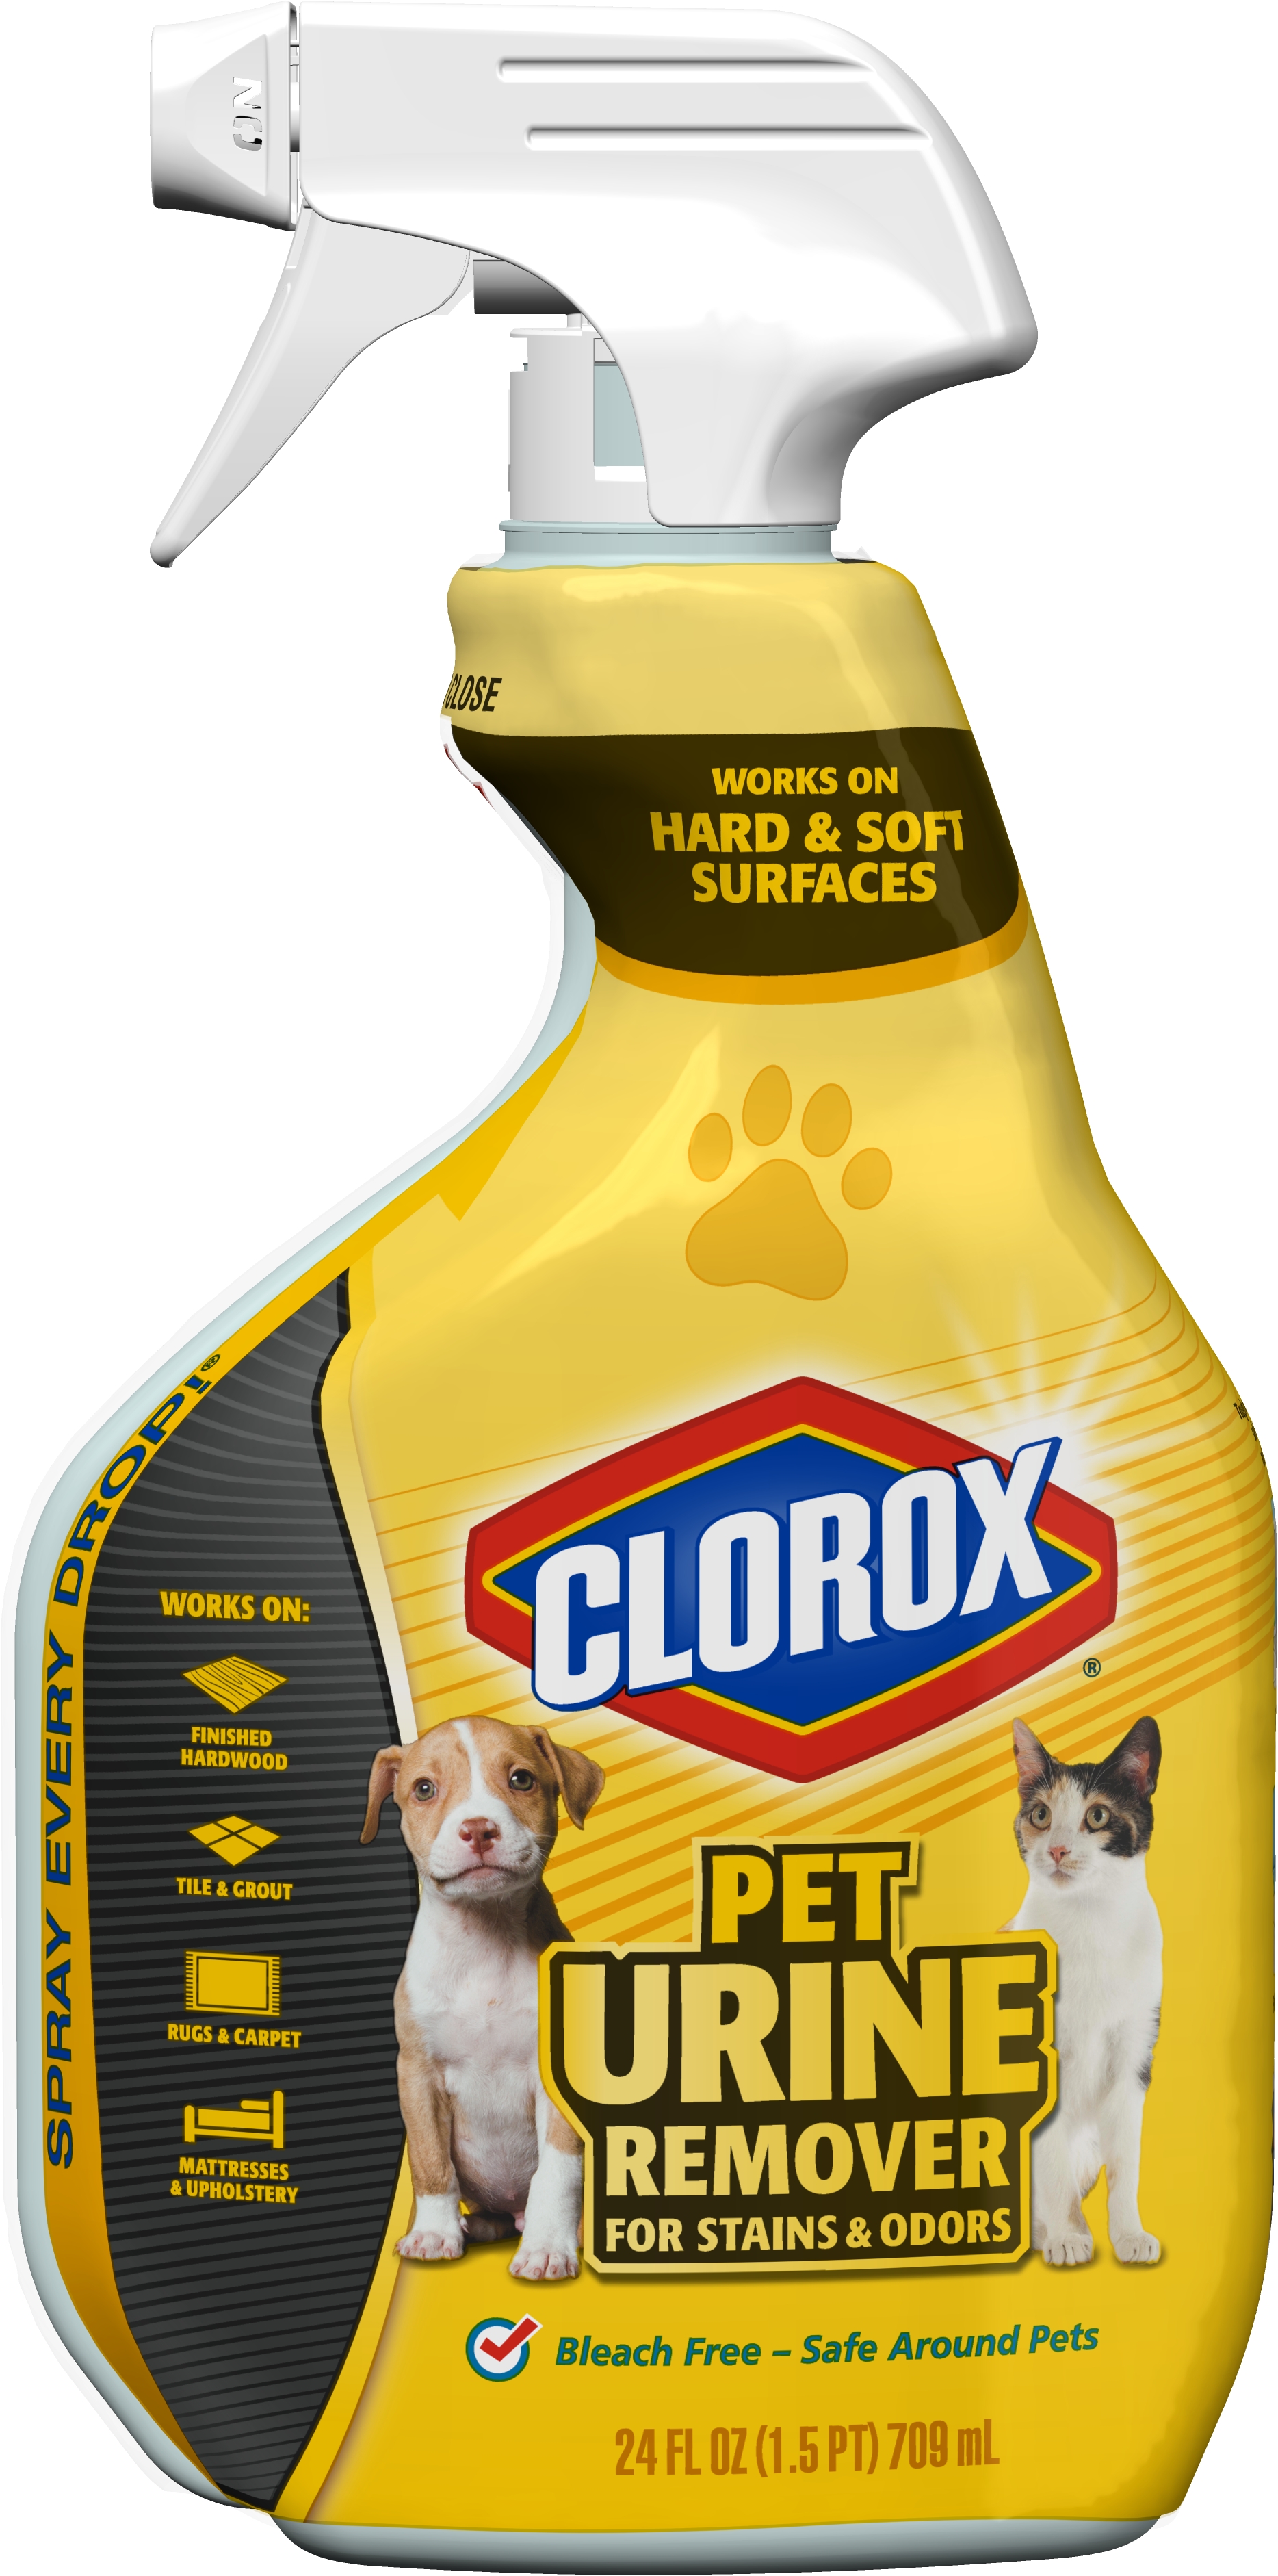 ON
CLOSE
WORKS ON
HARD & SOFT
SURFACES
CLOROX
®
SPRAY EVERY DROP!®
WORKS ON:
FINISHED
HARDWOOD
TILE & GROUT
RUGS & CARPET
MATTRESSES
& UPHOLSTERY
PET
URINE
REMOVER
FOR STAINS & ODORS
Bleach Free – Safe Around Pets
24 FL OZ (1.5 PT) 709 mL